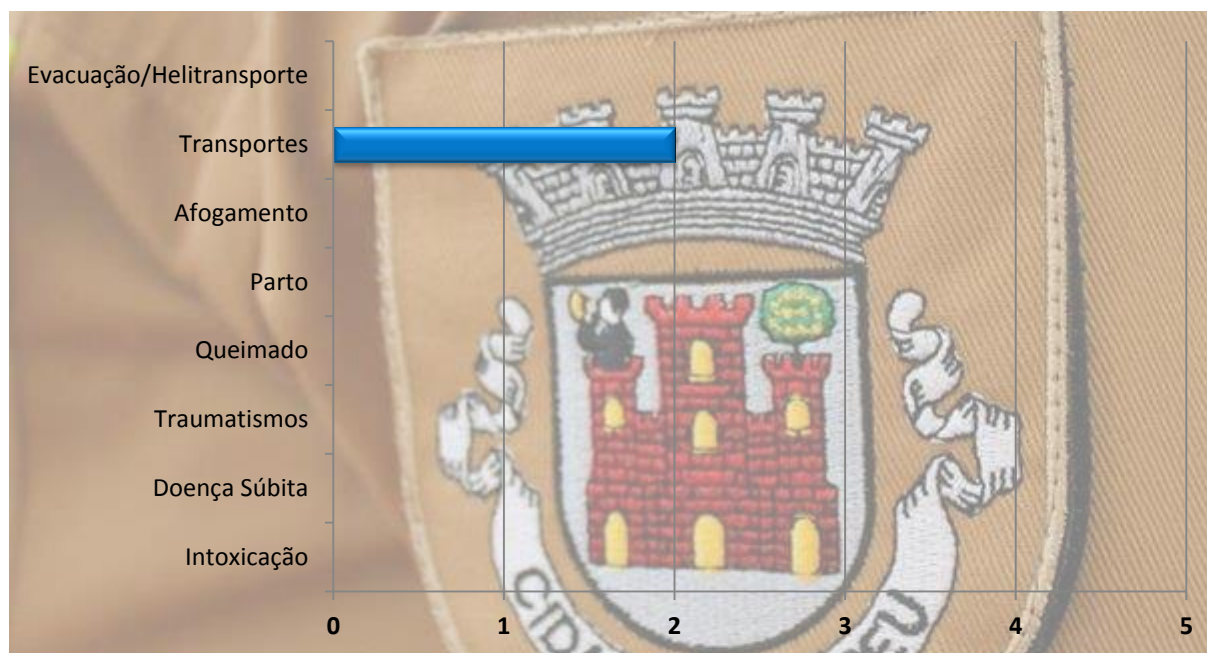 Evacuação/Helitransporte
Transportes
Afogamento
Parto
Queimado
Traumatismos
Doença Súbita
Intoxicação
0 1 2 3 4 5